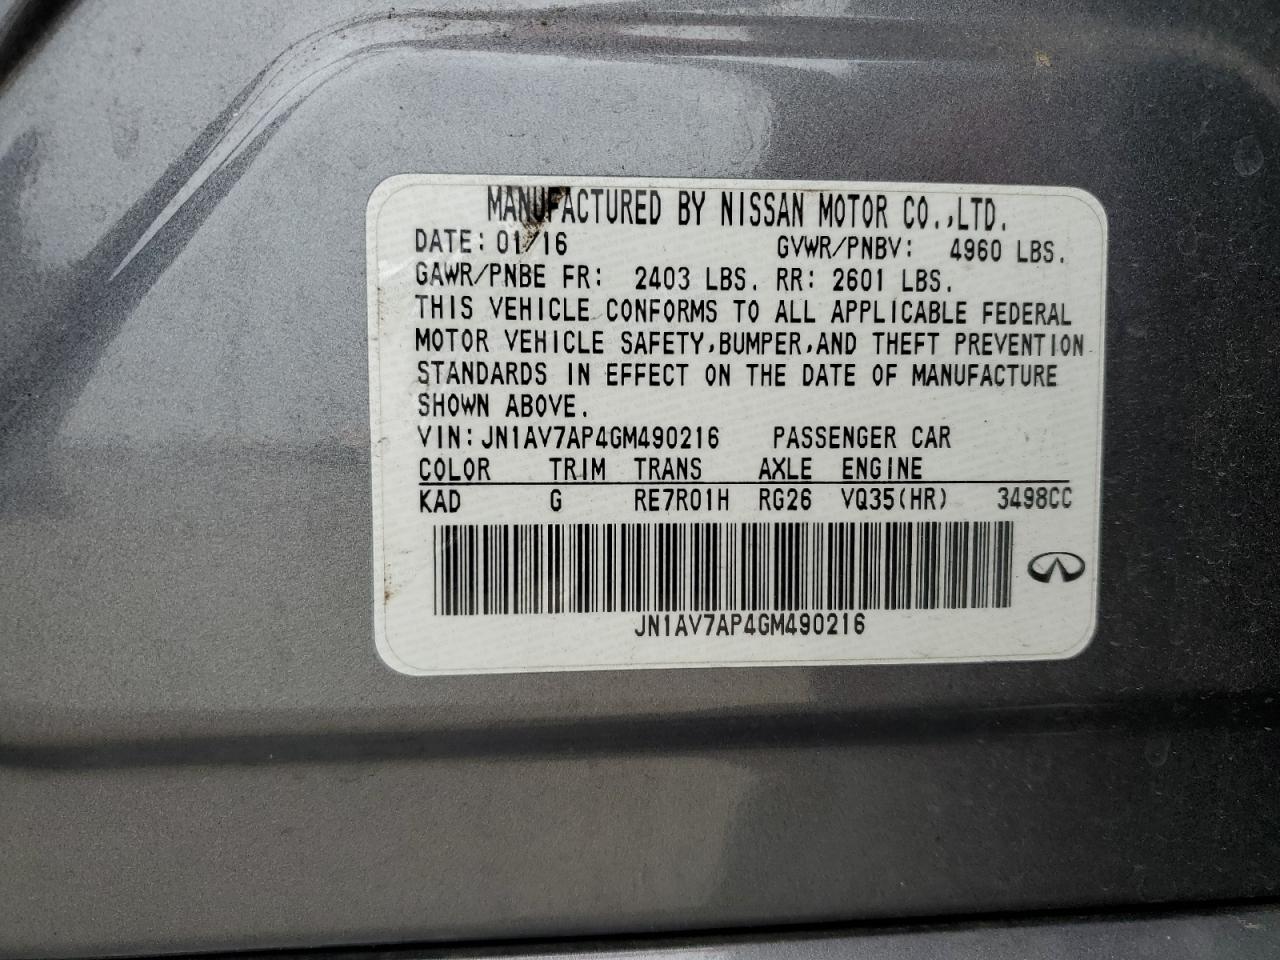 MANUFACTURED BY NISSAN MOTOR CO.,LTD.
DATE: 01/16 GVWR/PNBV: 4960 LBS.
GAWR/PNBE FR: 2403 LBS. RR: 2601 LBS.
THIS VEHICLE CONFORMS TO ALL APPLICABLE FEDERAL
MOTOR VEHICLE SAFETY,BUMPER,AND THEFT PREVENTION
STANDARDS IN EFFECT ON THE DATE OF MANUFACTURE
SHOWN ABOVE.
VIN: JN1AV7AP4GM490216 PASSENGER CAR
COLOR TRIM TRANS AXLE ENGINE
KAD G RE7R01H RG26 VQ35(HR) 3498CC
JN1AV7AP4GM490216